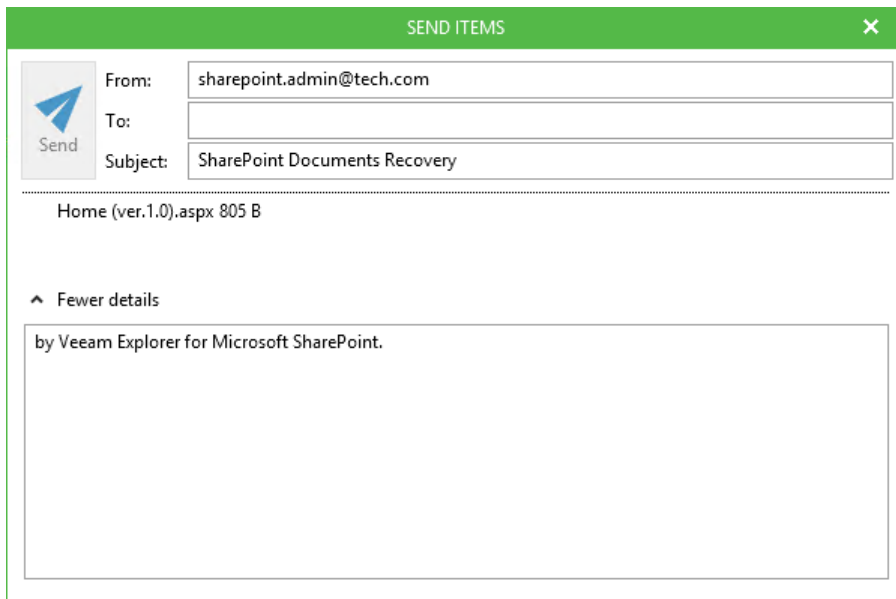 SEND ITEMS
From: sharepoint.admin@tech.com
To:
Send
Subject: SharePoint Documents Recovery
Home (ver.1.0).aspx 805 B
Fewer details
by Veeam Explorer for Microsoft SharePoint.